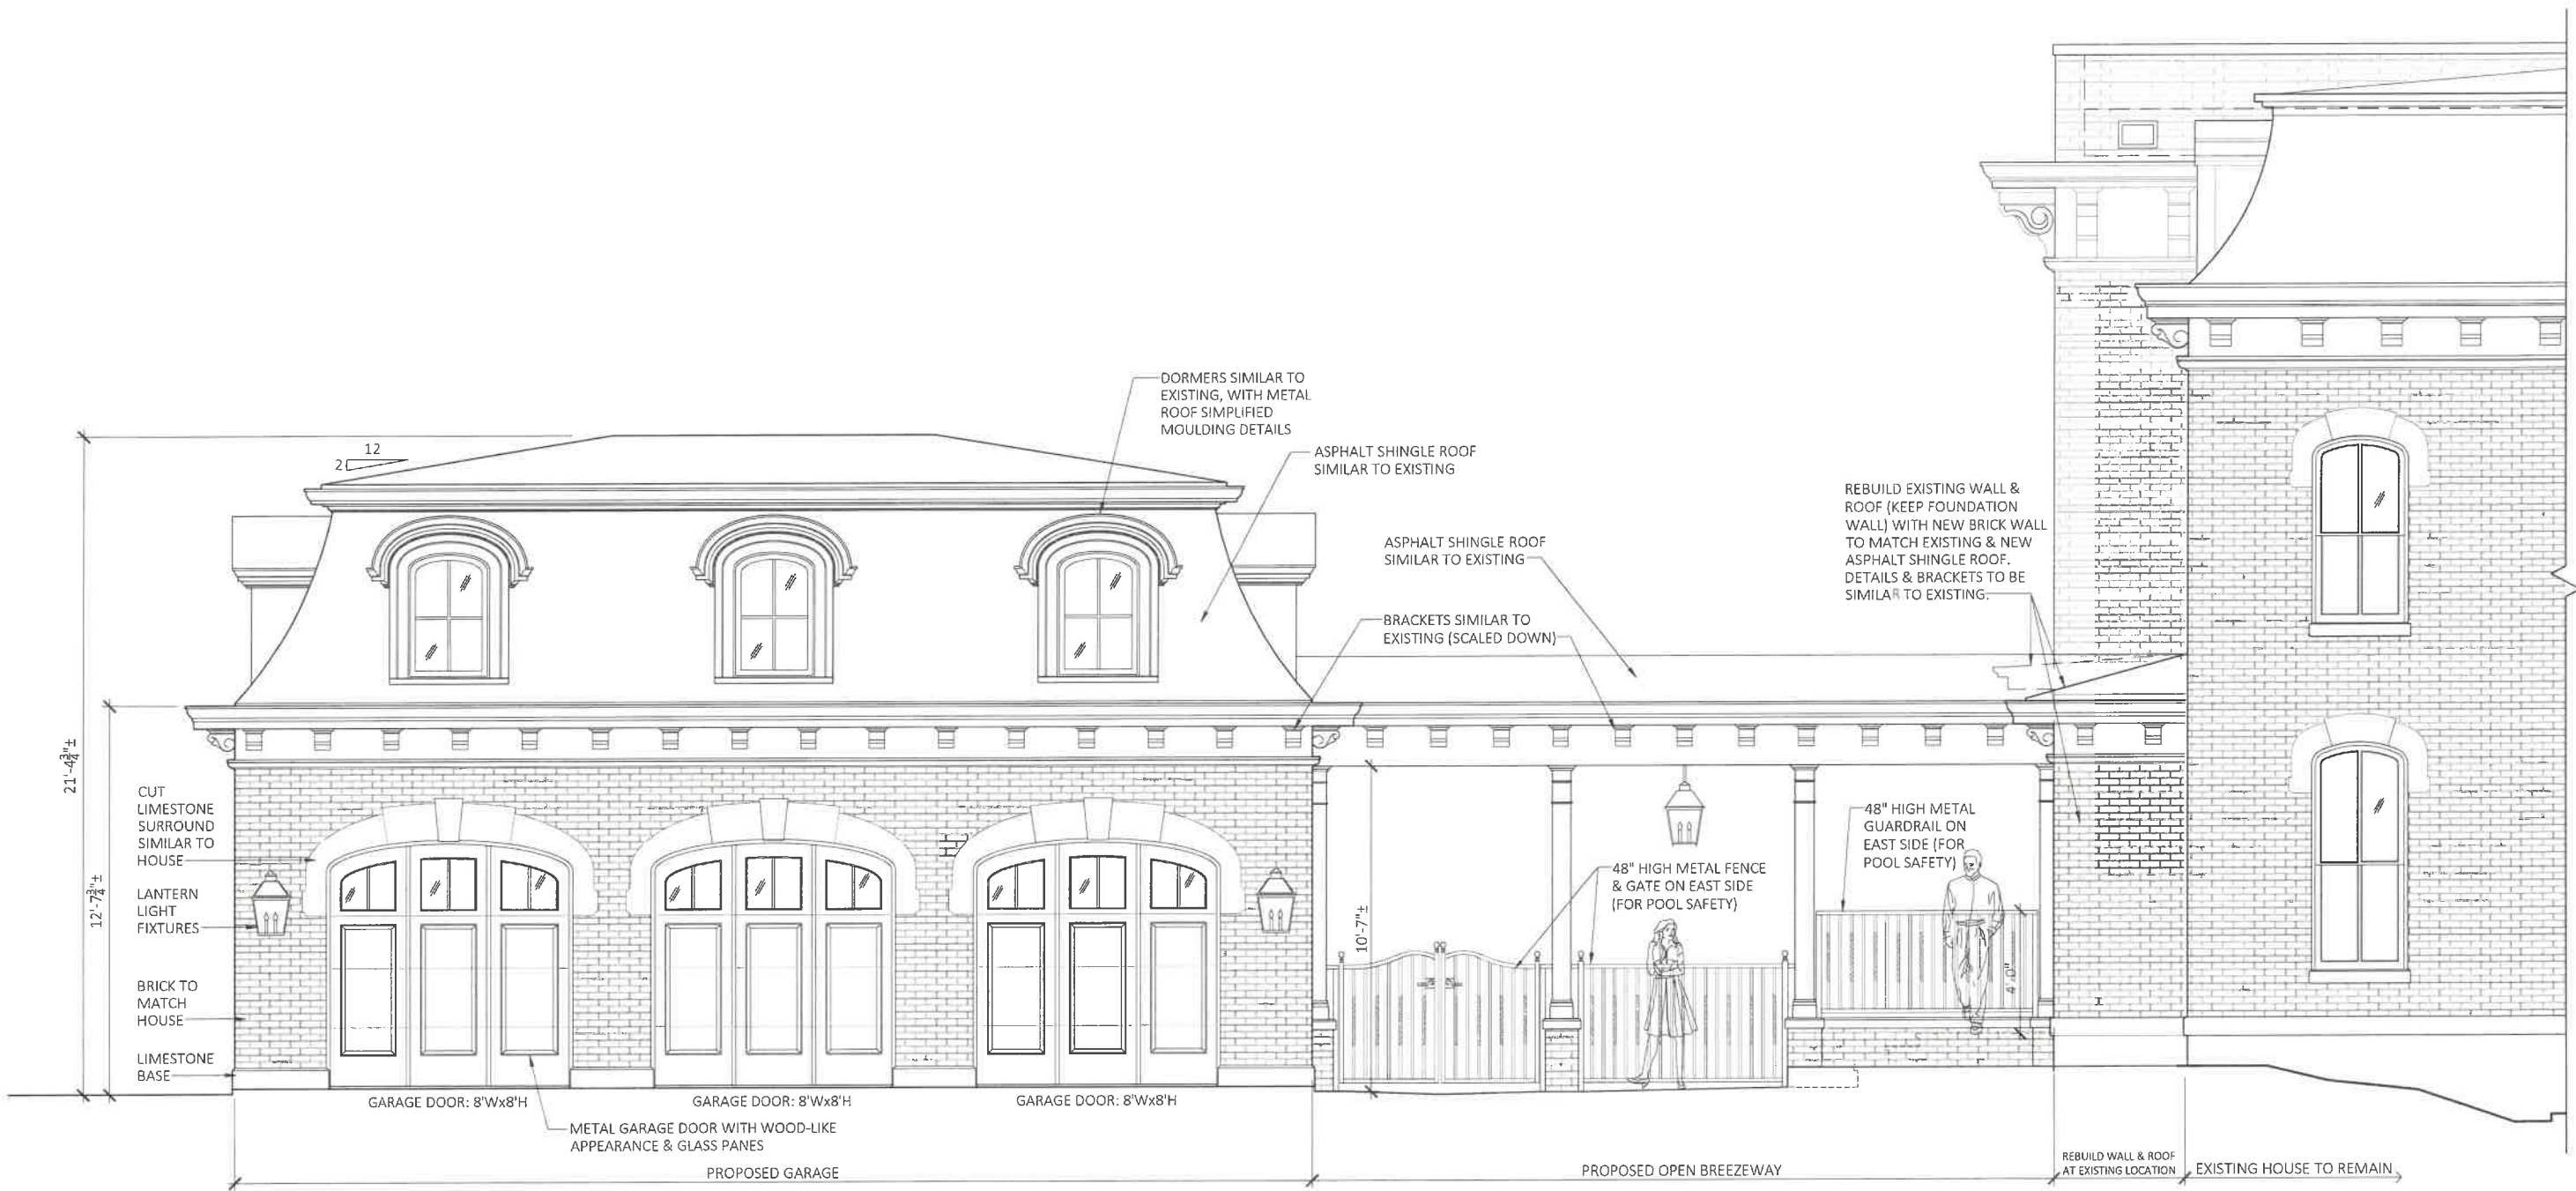 DORMERS SIMILAR TO
EXISTING, WITH METAL
ROOF SIMPLIFIED
MOULDING DETAILS
12
2
ASPHALT SHINGLE ROOF
SIMILAR TO EXISTING
REBUILD EXISTING WALL &
ROOF (KEEP FOUNDATION
WALL) WITH NEW BRICK WALL
TO MATCH EXISTING & NEW
ASPHALT SHINGLE ROOF.
DETAILS & BRACKETS TO BE
SIMILAR TO EXISTING.
ASPHALT SHINGLE ROOF
SIMILAR TO EXISTING
BRACKETS SIMILAR TO
EXISTING (SCALED DOWN)
21'-4¾"±
12'-7¾"±
CUT
LIMESTONE
SURROUND
SIMILAR TO
HOUSE
LANTERN
LIGHT
FIXTURES
BRICK TO
MATCH
HOUSE
LIMESTONE
BASE
10'-7"±
48" HIGH METAL FENCE
& GATE ON EAST SIDE
(FOR POOL SAFETY)
48" HIGH METAL
GUARDRAIL ON
EAST SIDE (FOR
POOL SAFETY)
4'-0"
GARAGE DOOR: 8'Wx8'H
GARAGE DOOR: 8'Wx8'H
GARAGE DOOR: 8'Wx8'H
METAL GARAGE DOOR WITH WOOD-LIKE
APPEARANCE & GLASS PANES
PROPOSED GARAGE
PROPOSED OPEN BREEZEWAY
REBUILD WALL & ROOF
AT EXISTING LOCATION
EXISTING HOUSE TO REMAIN